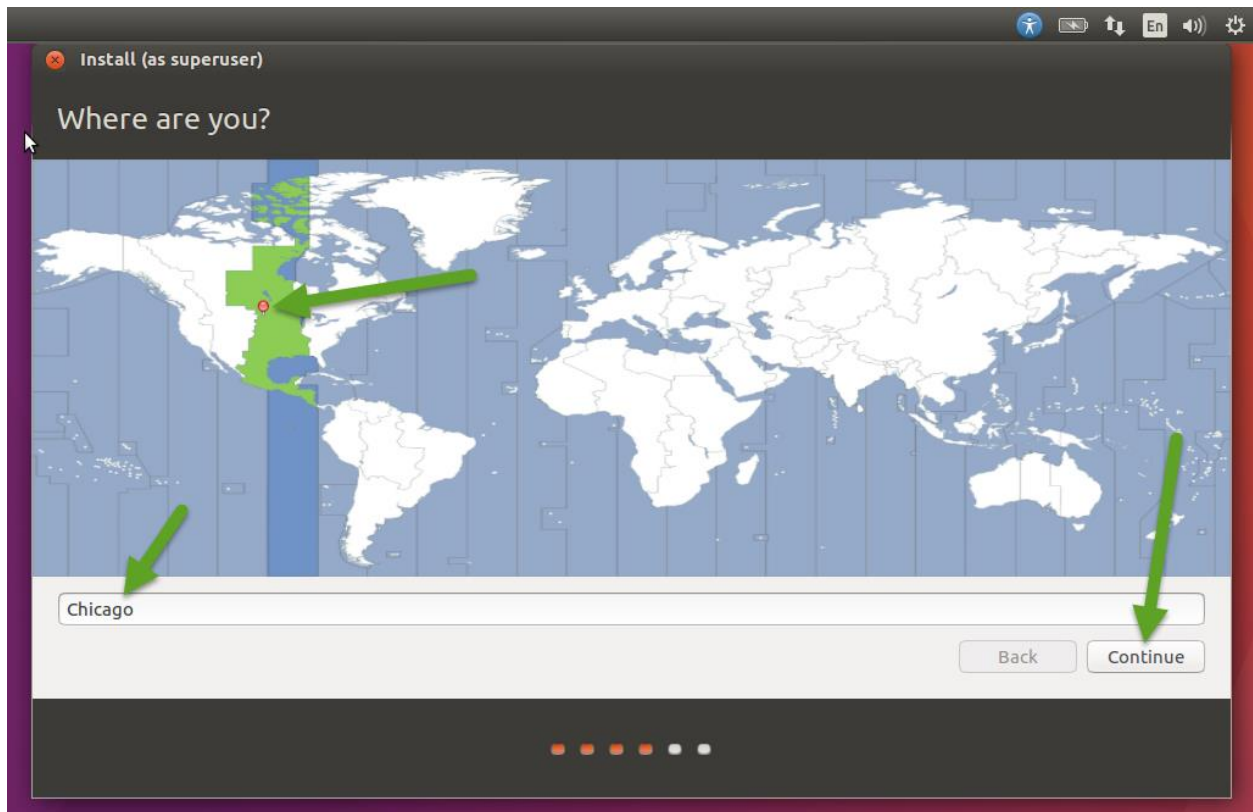 En
Install (as superuser)
Where are you?
Chicago
Back
Continue